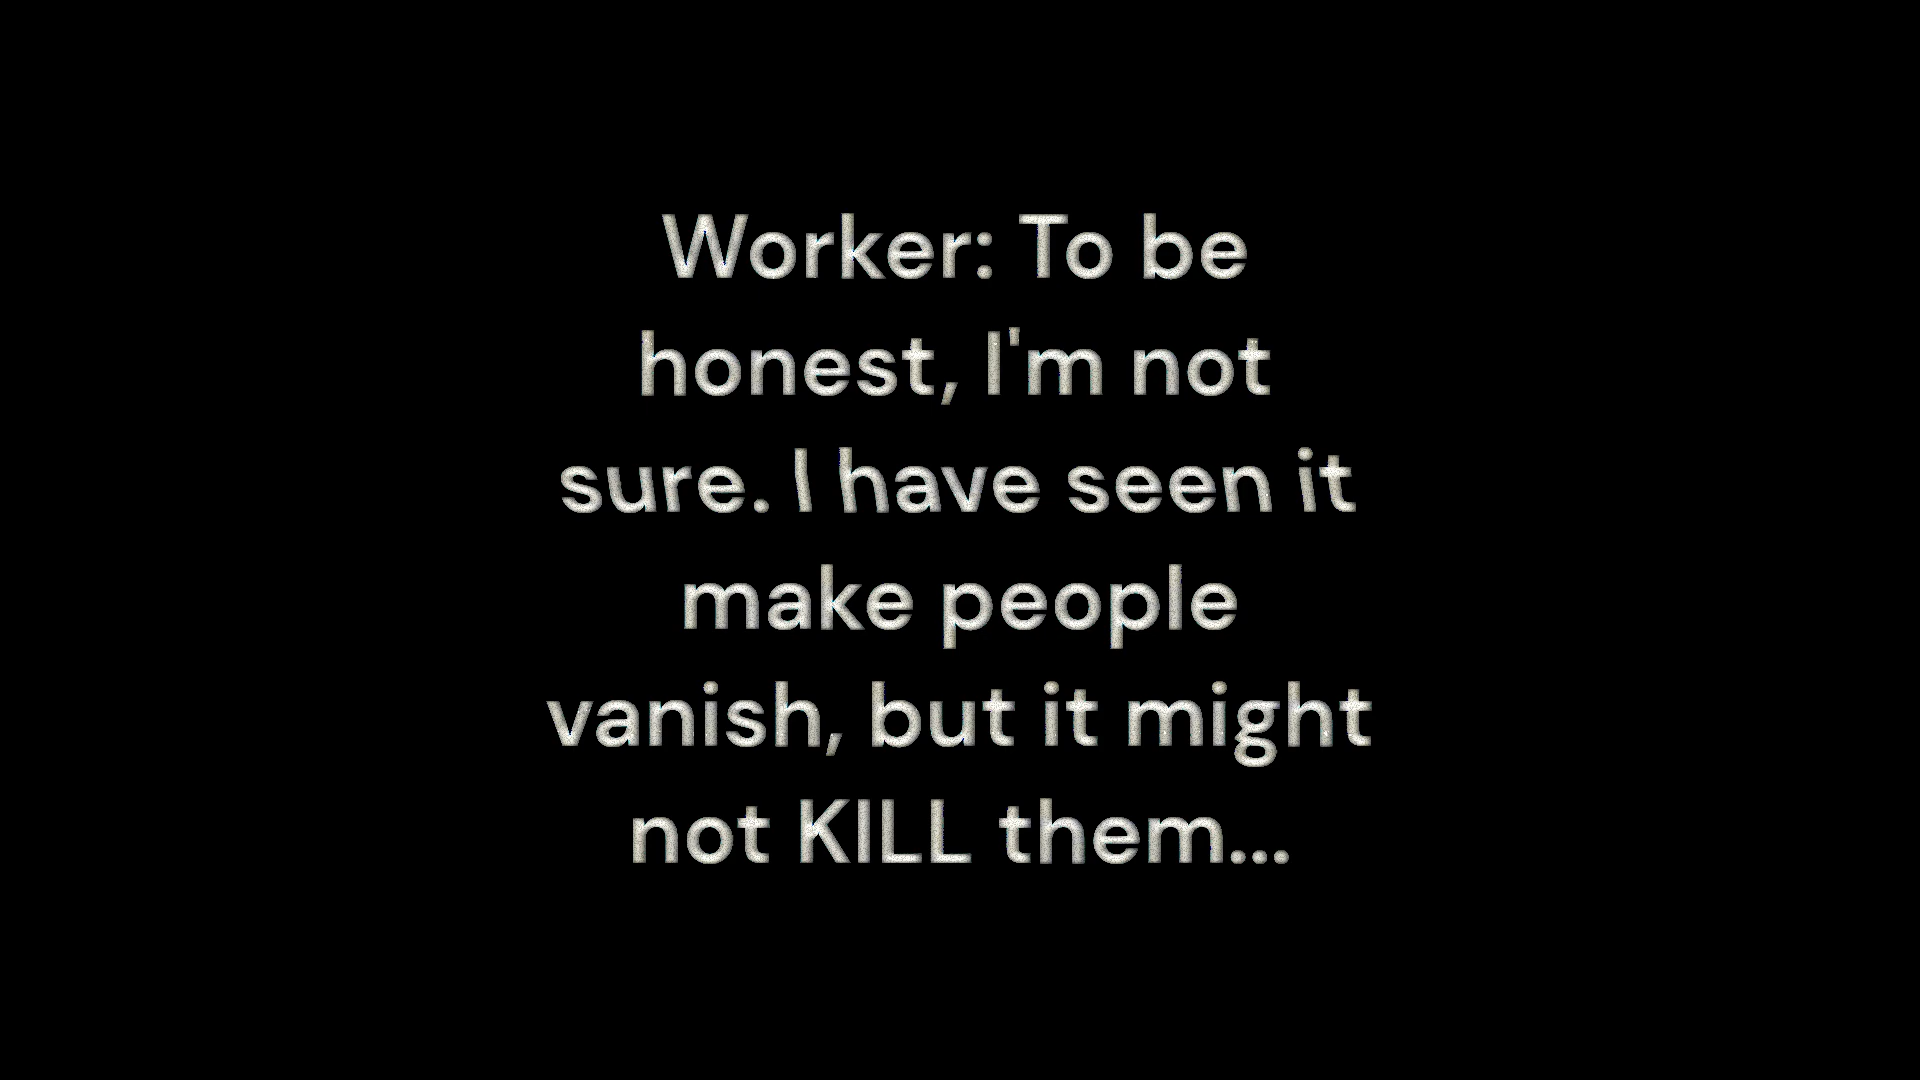 Worker: To be
honest, I'm not
sure. I have seen it
make people
vanish, but it might
not KILL them...